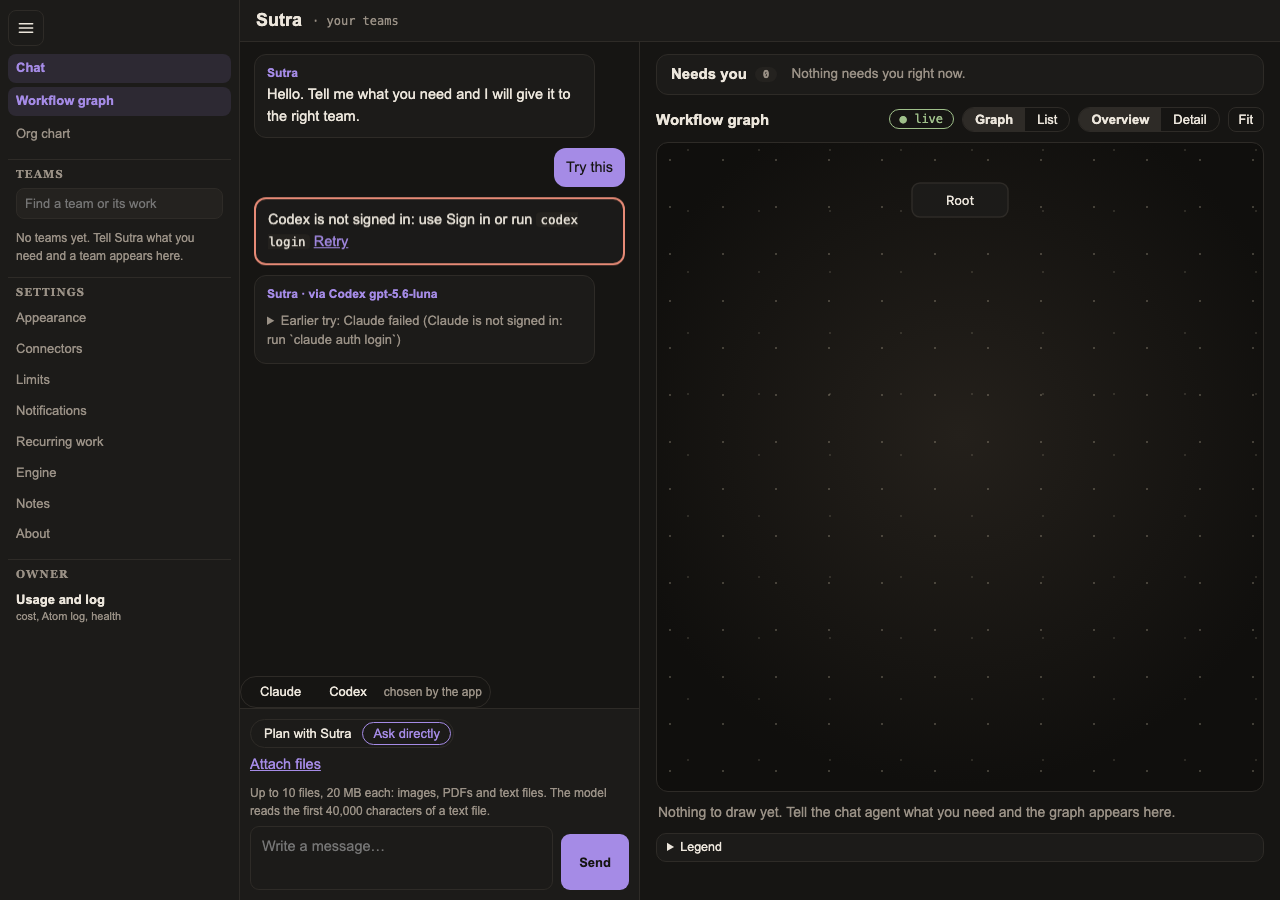 Chat
Workflow graph
Org chart
TEAMS
Find a team or its work
No teams yet. Tell Sutra what you
need and a team appears here.
SETTINGS
Appearance
Connectors
Limits
Notifications
Recurring work
Engine
Notes
About
OWNER
Usage and log
cost, Atom log, health
Sutra · your teams
Sutra
Hello. Tell me what you need and I will give it to
the right team.
Try this
Codex is not signed in: use Sign in or run codex
login Retry
Sutra · via Codex gpt-5.6-luna
Earlier try: Claude failed (Claude is not signed in:
run `claude auth login`)
Claude Codex chosen by the app
Plan with Sutra Ask directly
Attach files
Up to 10 files, 20 MB each: images, PDFs and text files. The model
reads the first 40,000 characters of a text file.
Write a message…
Send
Needs you 0 Nothing needs you right now.
Workflow graph live Graph List Overview Detail Fit
Root
Nothing to draw yet. Tell the chat agent what you need and the graph appears here.
Legend